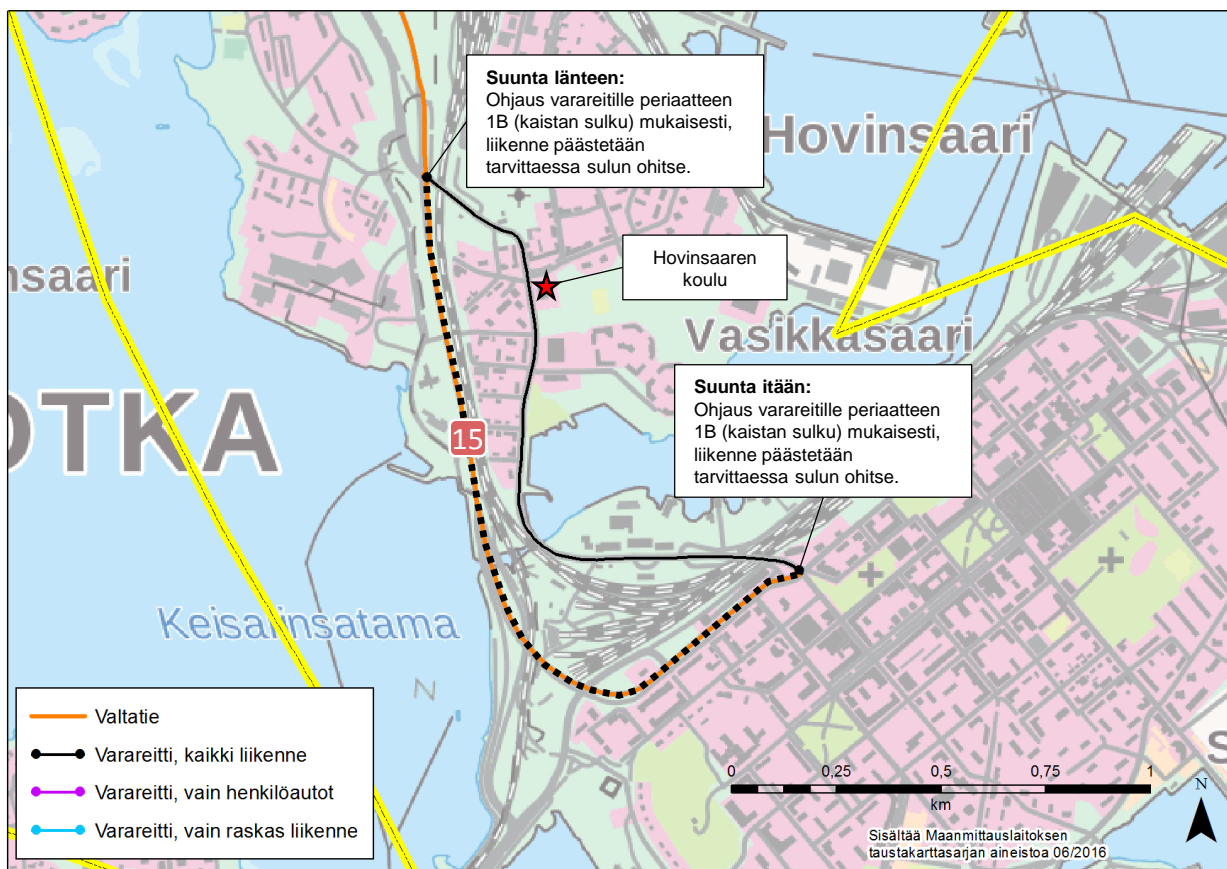 Suunta länteen:
Ohjaus varareitille periaatteen
1B (kaistan sulku) mukaisesti,
liikenne päästetään
tarvittaessa sulun ohitse.
Hovinsaari
Hovinsaaren
koulu
nsaari
Vasikkasaari
Suunta itään:
Ohjaus varareitille periaatteen
1B (kaistan sulku) mukaisesti,
liikenne päästetään
tarvittaessa sulun ohitse.
OTKA
15
Keisarinsatama
Valtatie
Varareitti, kaikki liikenne
Varareitti, vain henkilöautot
Varareitti, vain raskas liikenne
S
0 0,25 0,5 0,75 1
km
N
Sisältää Maanmittauslaitoksen
taustakarttasarjan aineistoa 06/2016